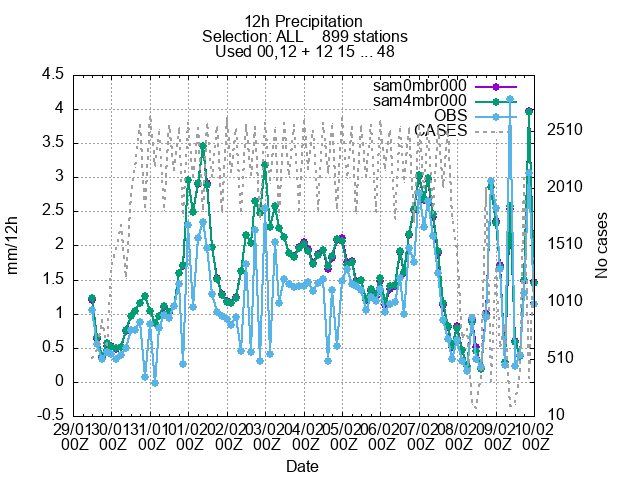 12h Precipitation
Selection: ALL 899 stations
Used 00,12 + 12 15 ... 48
sam0mbr000
sam4mbr000
OBS
CASES
4.5
4
3.5
3
2.5
2
1.5
1
0.5
0
-0.5
mm/12h
2510
2010
1510
1010
510
10
No cases
29/01 30/01 31/01 01/02 02/02 03/02 04/02 05/02 06/02 07/02 08/02 09/02 10/02
00Z 00Z 00Z 00Z 00Z 00Z 00Z 00Z 00Z 00Z 00Z 00Z 00Z
Date